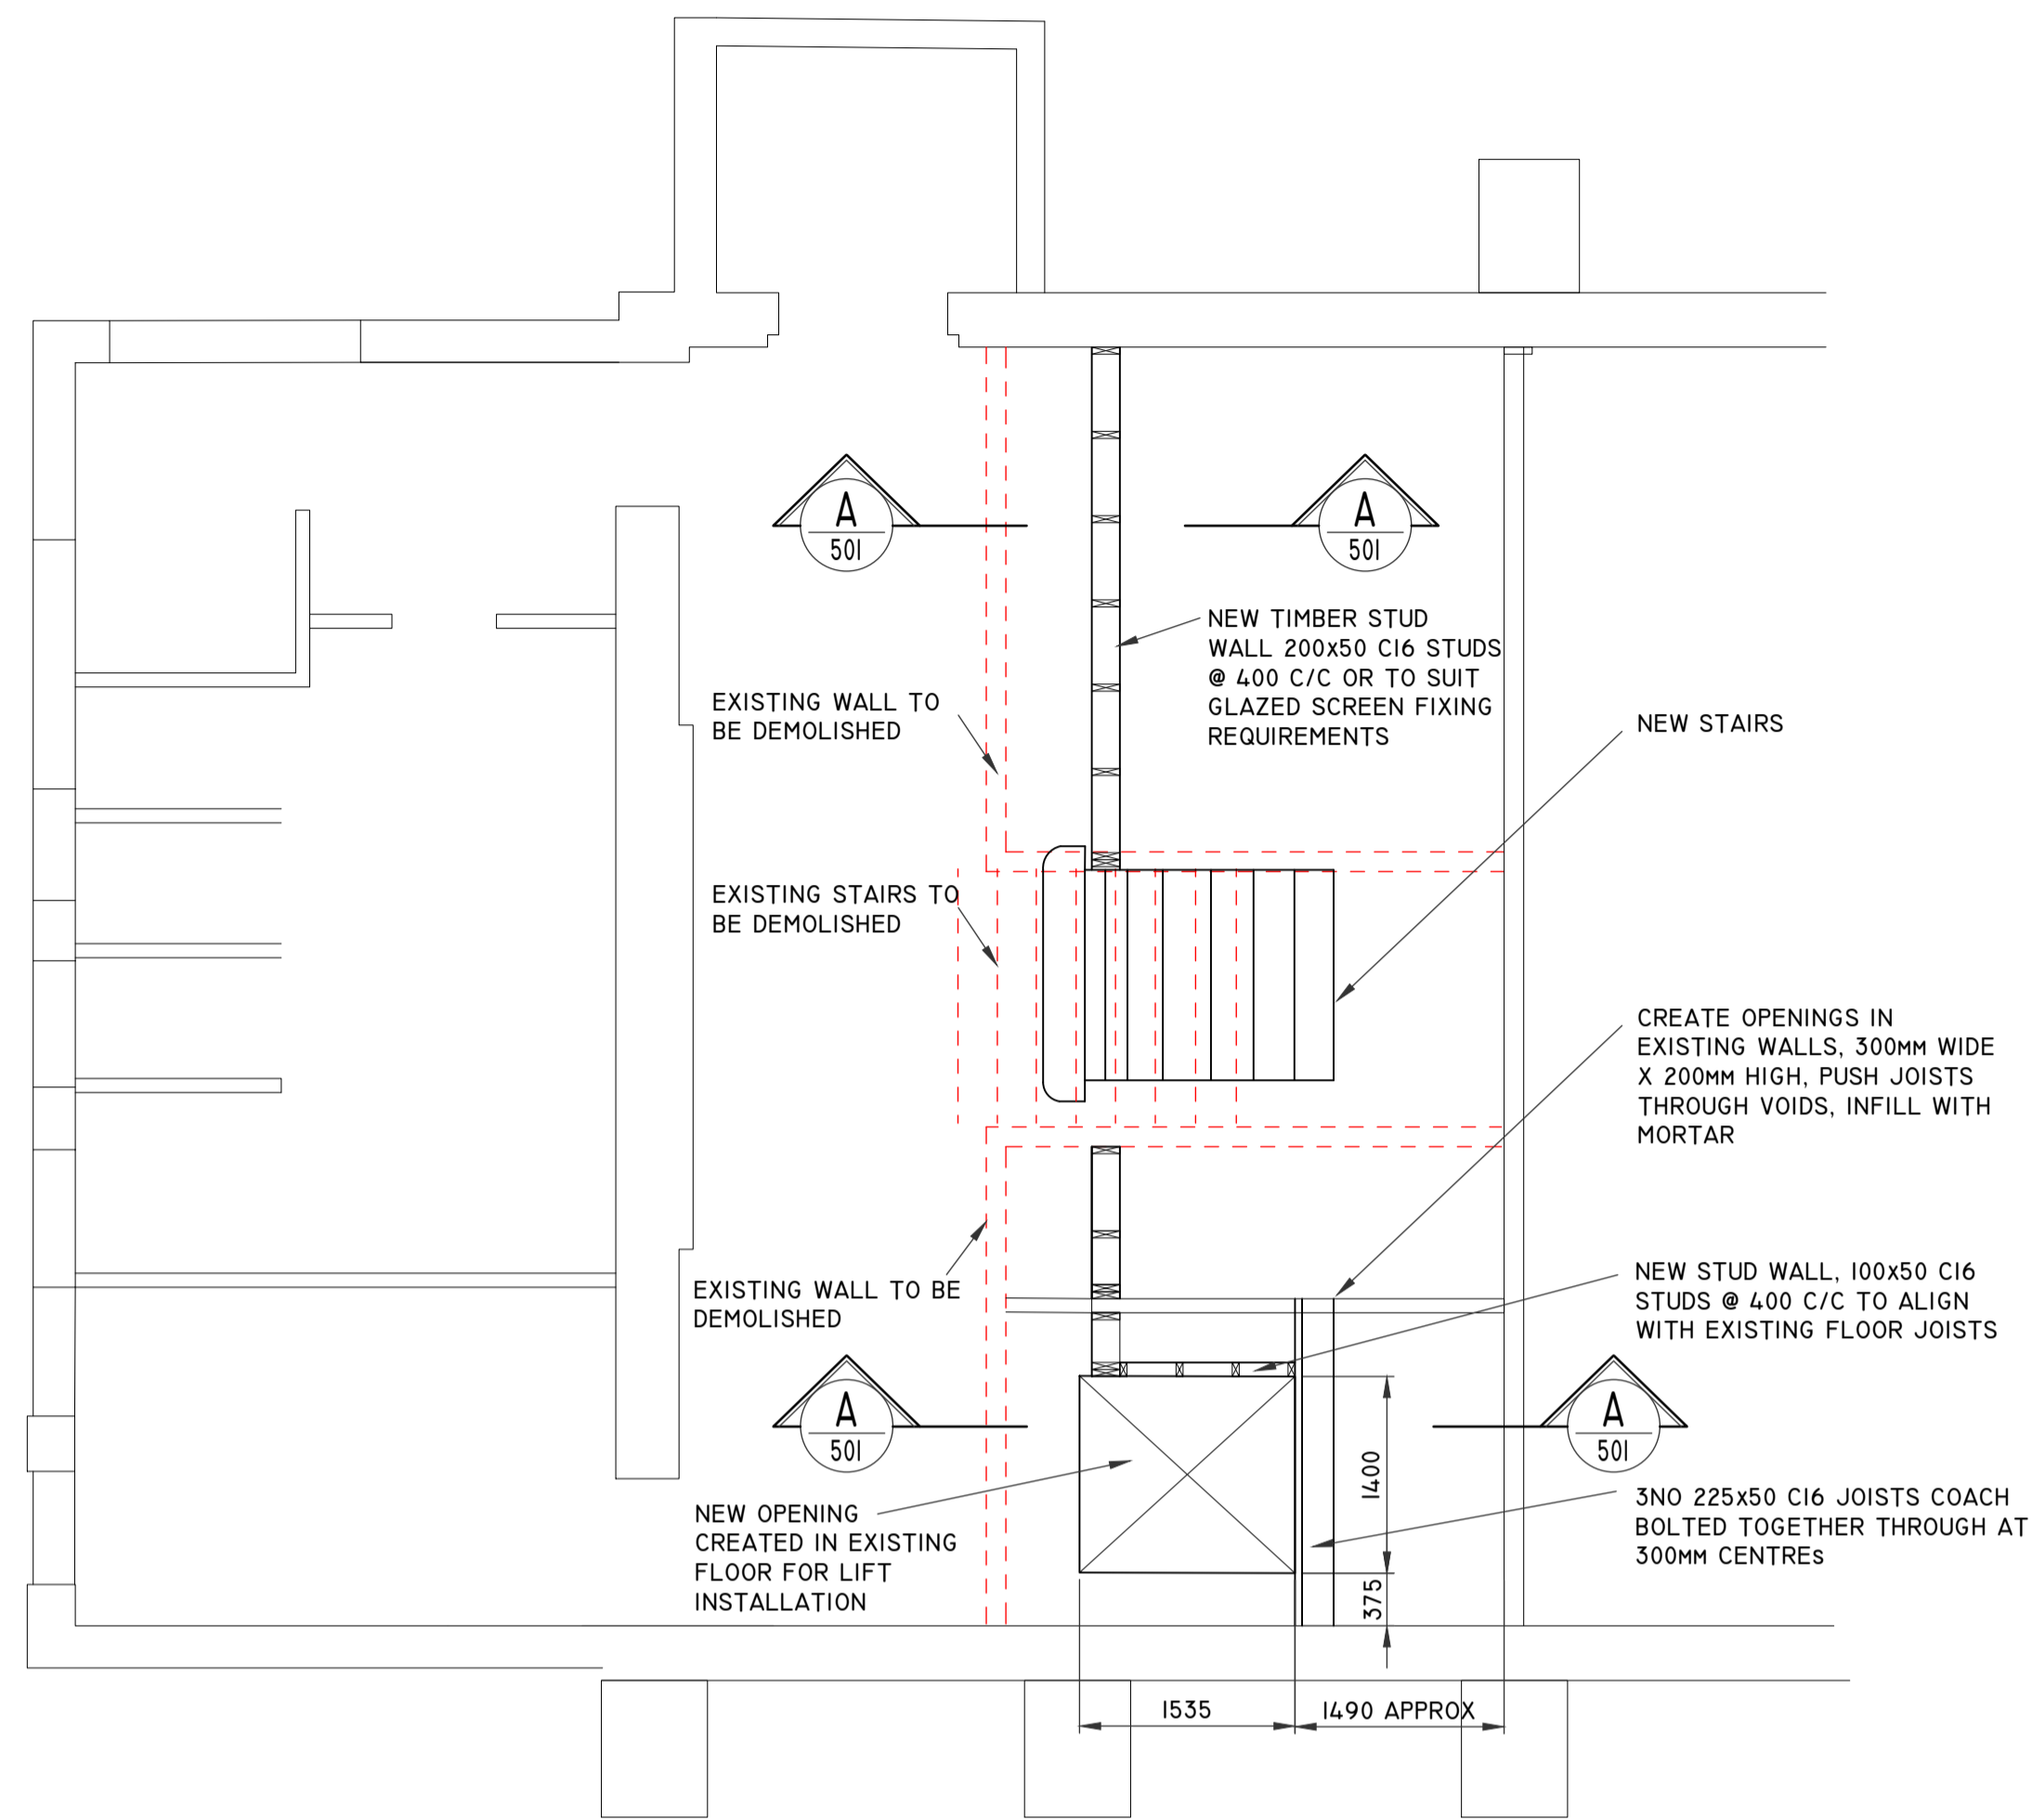 A
501
A
501
NEW TIMBER STUD
WALL 200x50 C16 STUDS
@ 400 C/C OR TO SUIT
GLAZED SCREEN FIXING
REQUIREMENTS
EXISTING WALL TO
BE DEMOLISHED
NEW STAIRS
EXISTING STAIRS TO
BE DEMOLISHED
CREATE OPENINGS IN
EXISTING WALLS, 300MM WIDE
X 200MM HIGH, PUSH JOISTS
THROUGH VOIDS, INFILL WITH
MORTAR
EXISTING WALL TO BE
DEMOLISHED
NEW STUD WALL, 100x50 C16
STUDS @ 400 C/C TO ALIGN
WITH EXISTING FLOOR JOISTS
A
501
A
501
1400
NEW OPENING
CREATED IN EXISTING
FLOOR FOR LIFT
INSTALLATION
3NO 225x50 C16 JOISTS COACH
BOLTED TOGETHER THROUGH AT
300MM CENTREs
375
1535
1490 APPROX